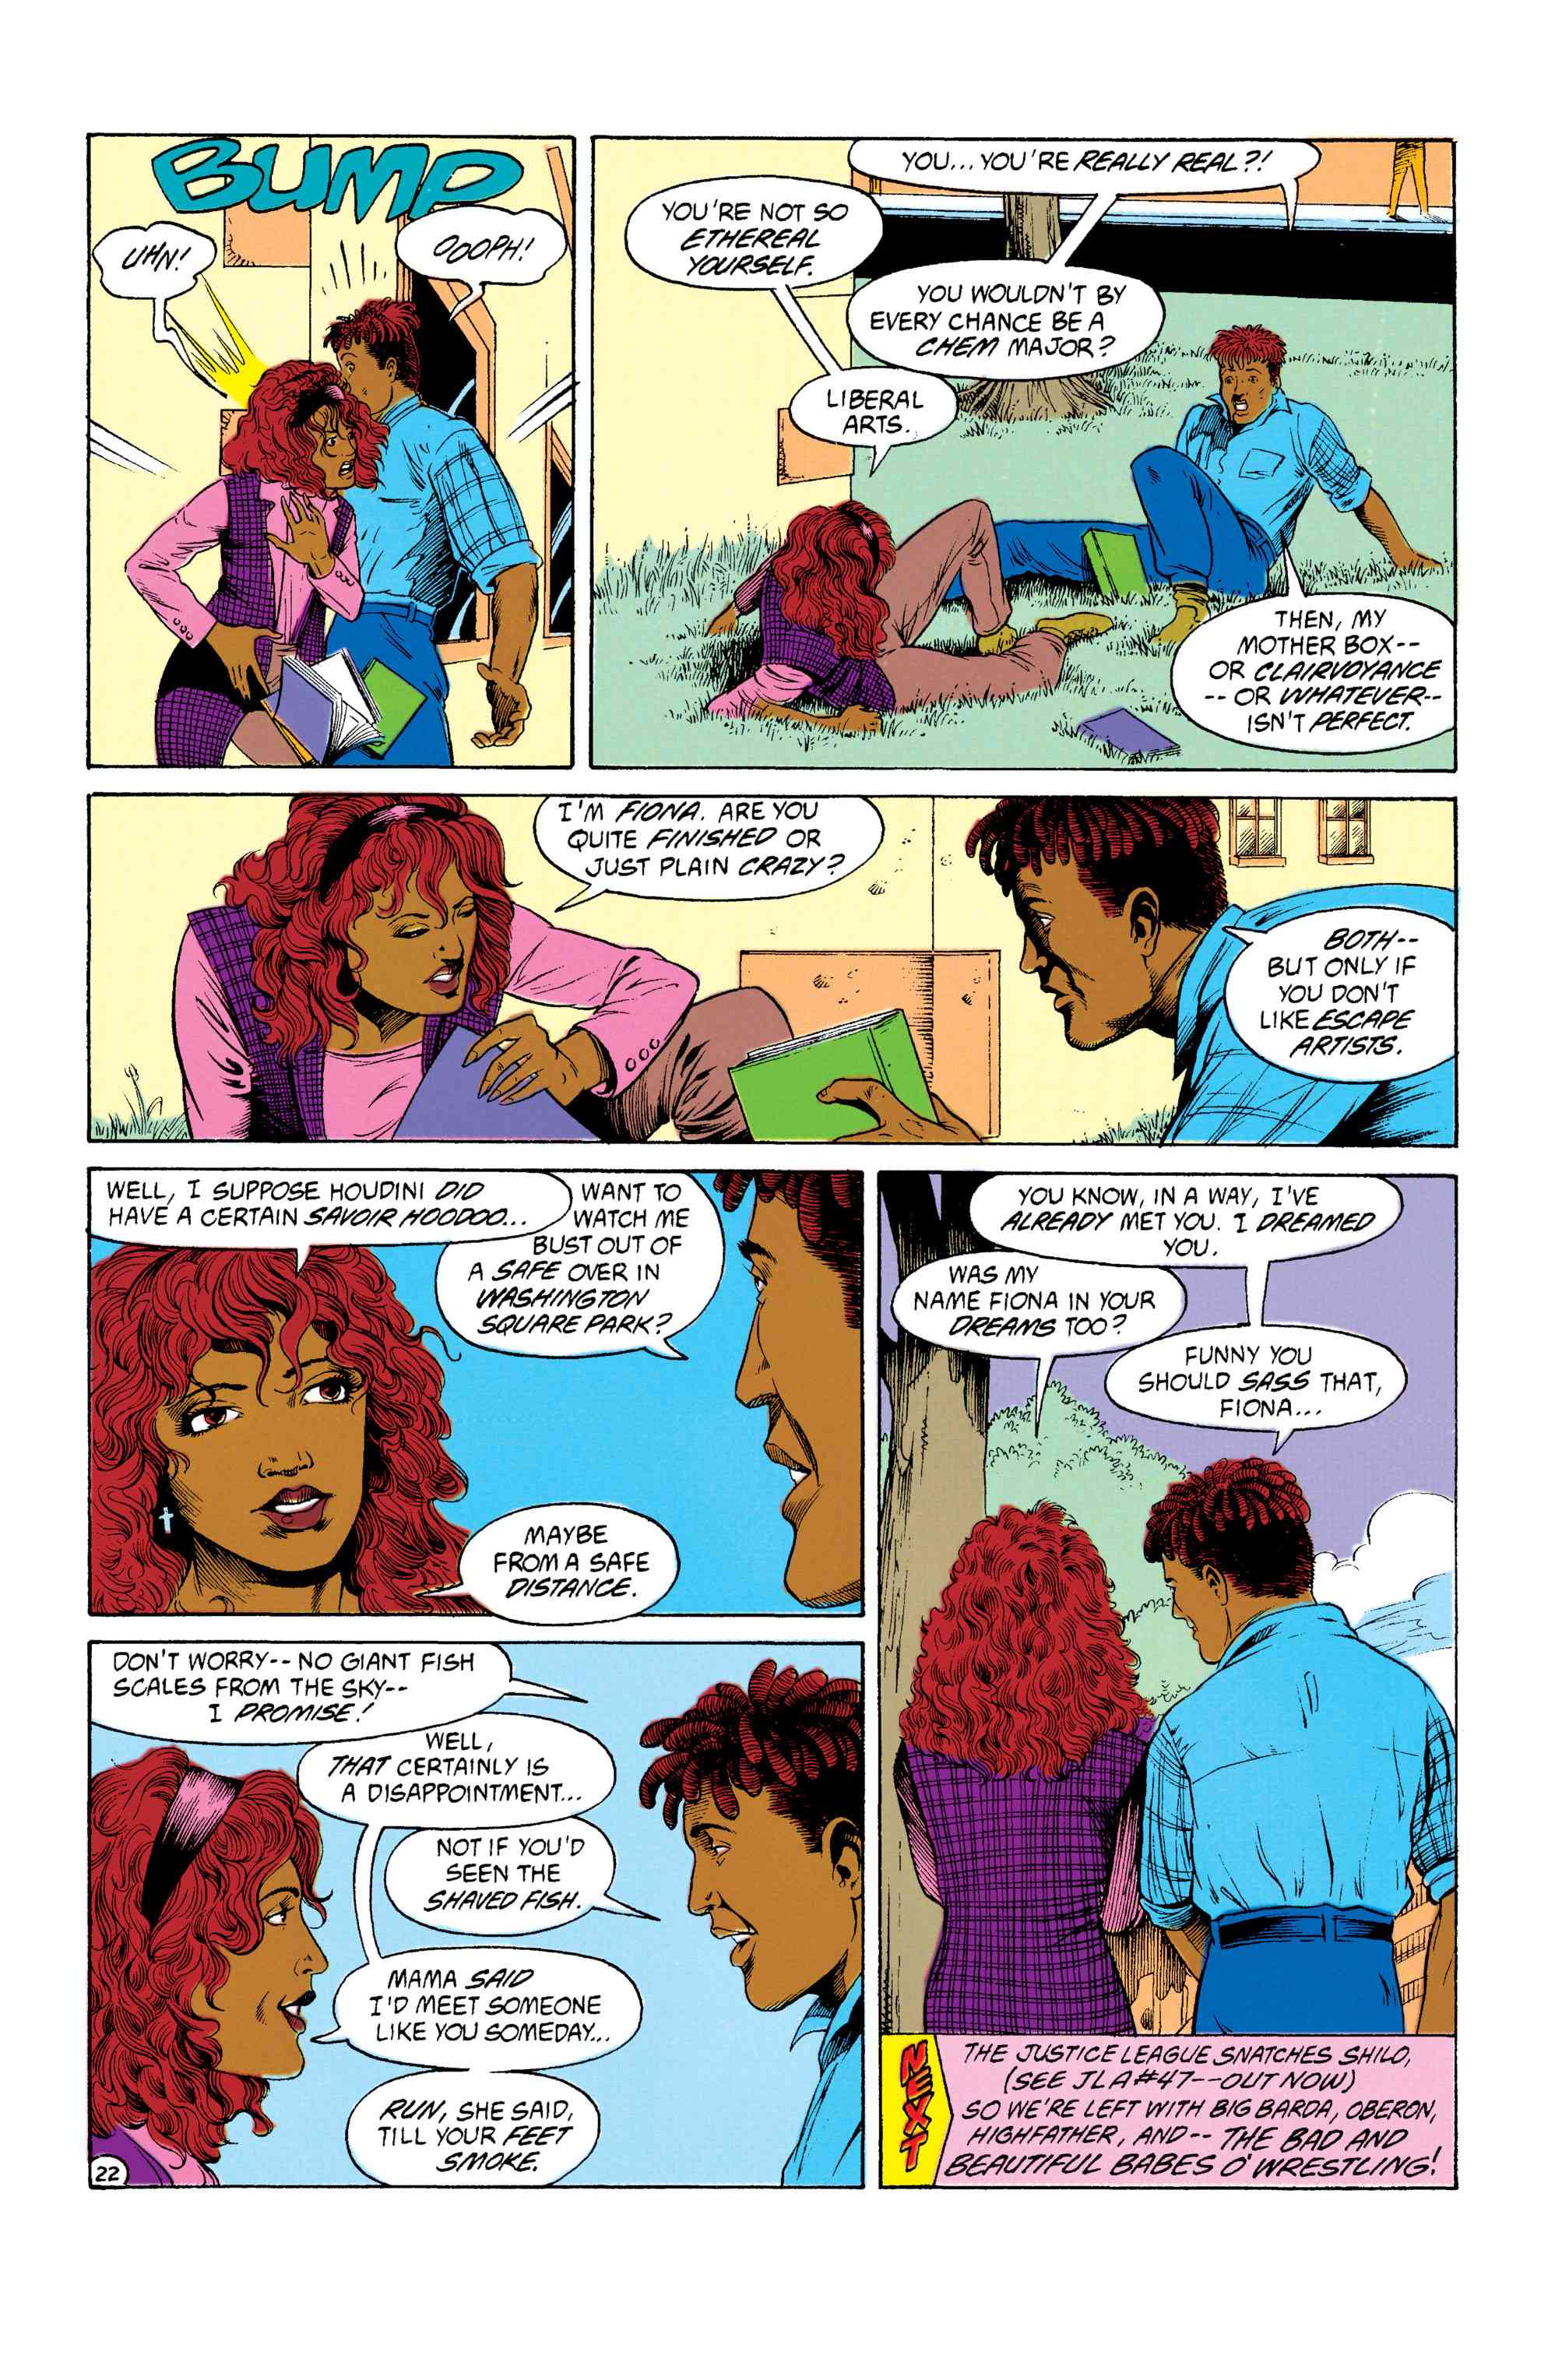 BUMP
UHN!
OOOPH!
YOU...YOU'RE REALLY REAL?!
YOU'RE NOT SO
ETHEREAL
YOURSELF.
YOU WOULDN'T BY
EVERY CHANCE BE A
CHEM MAJOR?
LIBERAL
ARTS.
THEN, MY
MOTHER BOX--
OR CLAIRVOYANCE
-- OR WHATEVER--
ISN'T PERFECT.
I'M FIONA. ARE YOU
QUITE FINISHED OR
JUST PLAIN CRAZY?
BOTH--
BUT ONLY IF
YOU DON'T
LIKE ESCAPE
ARTISTS.
WELL, I SUPPOSE HOUDINI DID
HAVE A CERTAIN SAVOIR HOODOO...
WANT TO
WATCH ME
BUST OUT OF
A SAFE OVER IN
WASHINGTON
SQUARE PARK?
MAYBE
FROM A SAFE
DISTANCE.
DON'T WORRY-- NO GIANT FISH
SCALES FROM THE SKY--
I PROMISE!
WELL,
THAT CERTAINLY IS
A DISAPPOINTMENT...
NOT IF YOU'D
SEEN THE
SHAVED FISH.
MAMA SAID
I'D MEET SOMEONE
LIKE YOU SOMEDAY...
RUN, SHE SAID,
TILL YOUR FEET
SMOKE.
22
YOU KNOW, IN A WAY, I'VE
ALREADY MET YOU. I DREAMED
YOU.
WAS MY
NAME FIONA IN YOUR
DREAMS TOO?
FUNNY YOU
SHOULD SASS THAT,
FIONA...
NEXT
THE JUSTICE LEAGUE SNATCHES SHILO,
(SEE JLA #47--OUT NOW)
SO WE'RE LEFT WITH BIG BARDA, OBERON,
HIGHFATHER, AND-- THE BAD AND
BEAUTIFUL BABES O' WRESTLING!